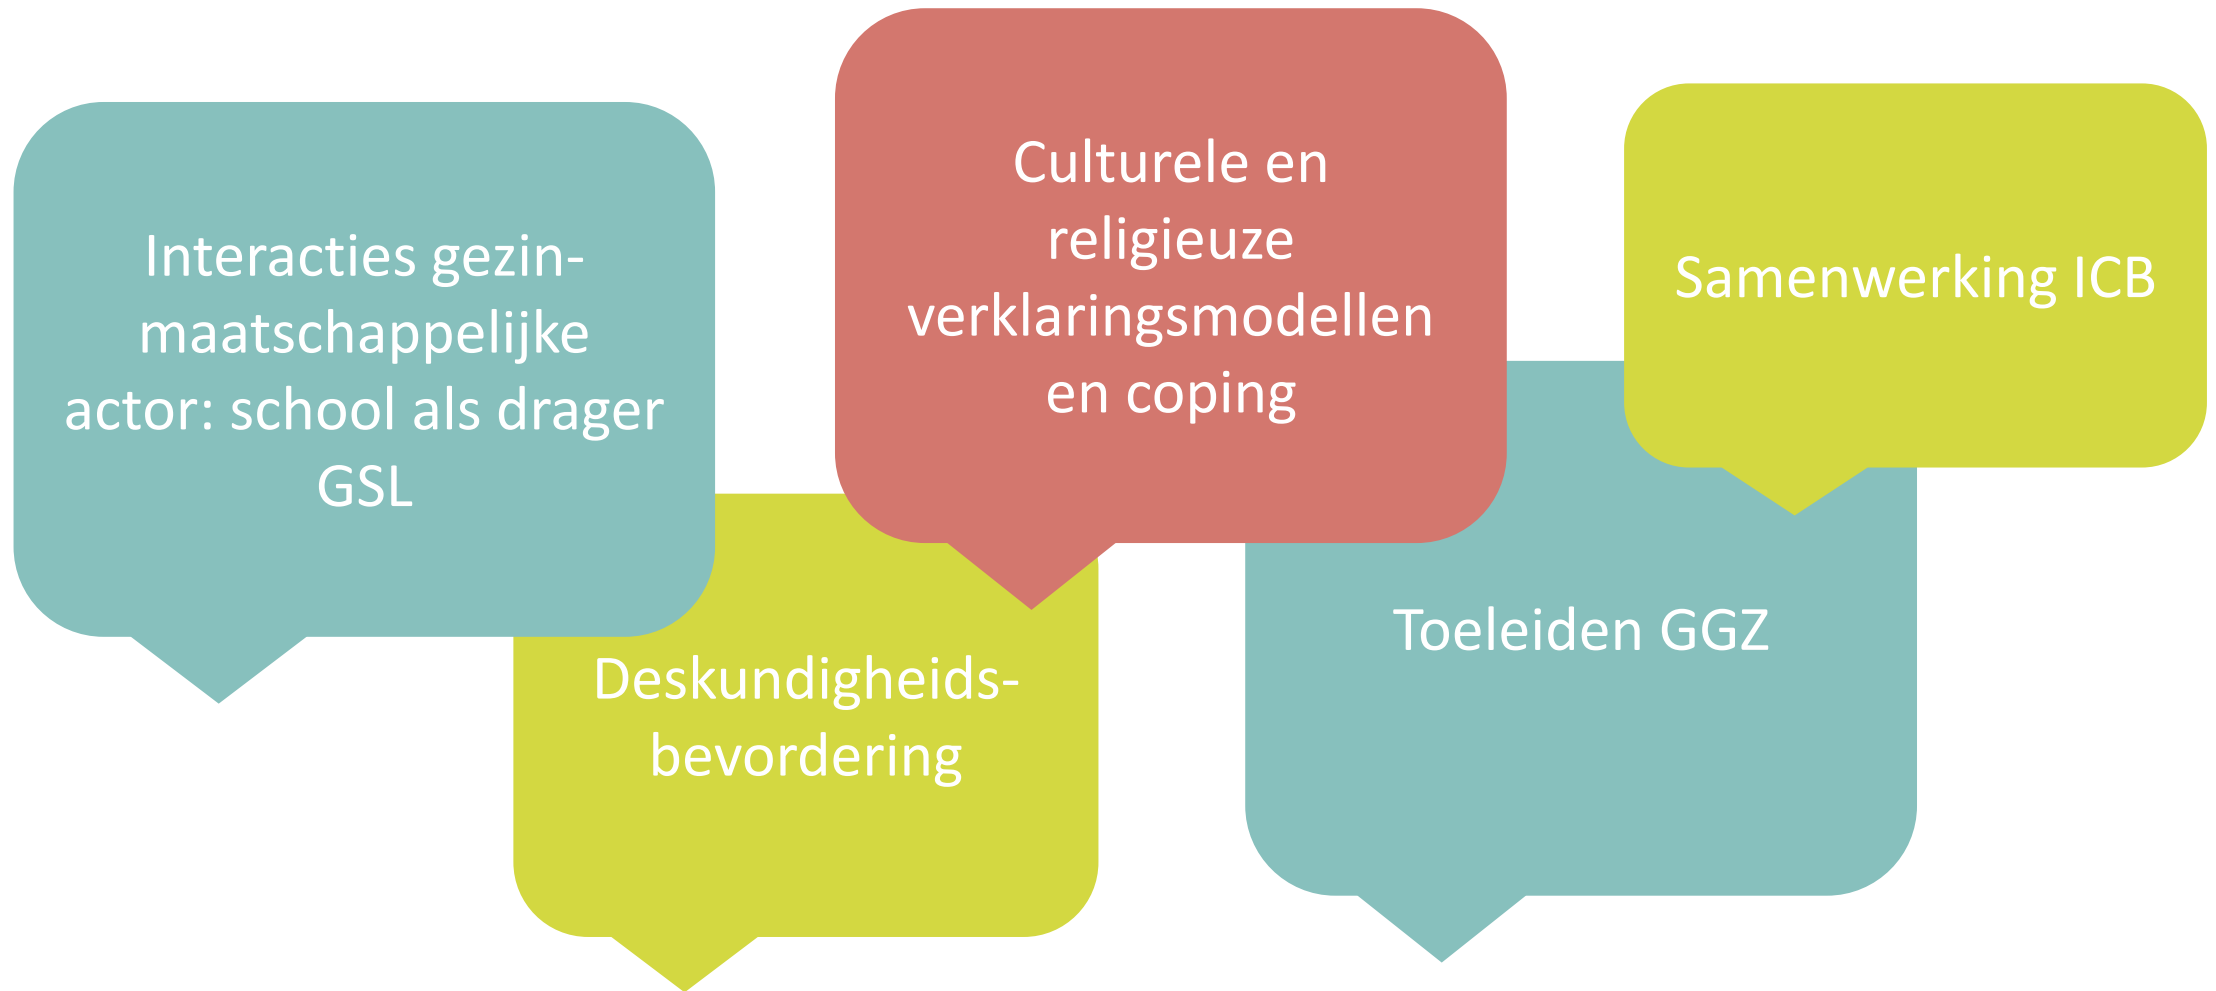 Interacties gezin-
maatschappelijke
actor: school als drager
GSL
Deskundigheids-
bevordering
Culturele en
religieuze
verklaringsmodellen
en coping
Toeleiden GGZ
Samenwerking ICB